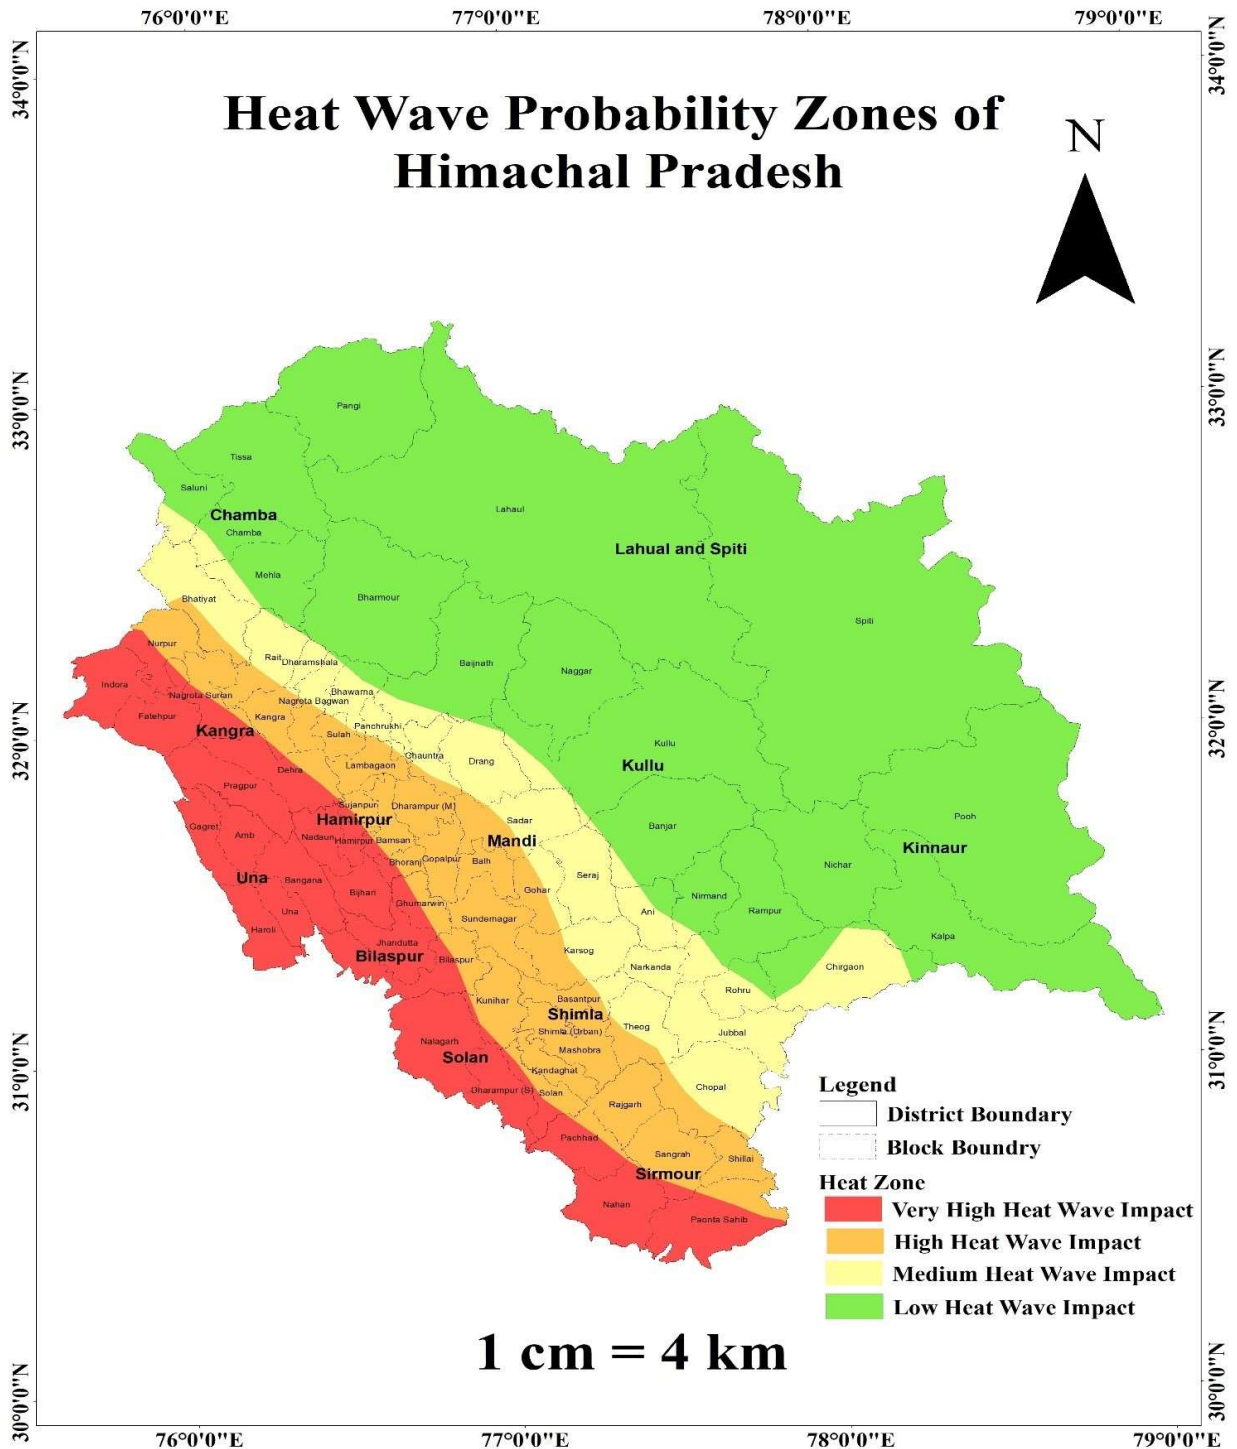 76°0'0"E 77°0'0"E 78°0'0"E 79°0'0"E
34°0'0"N 34°0'0"N
Heat Wave Probability Zones of
Himachal Pradesh
N
33°0'0"N 33°0'0"N
Pangi
Tissa
Saluni
Lahaul
Chamba
Chamba
Lahual and Spiti
Mehla
Bharmour
Bhatiyat
Spiti
Nurpur
Rait
Dharamshala
Baijnath
Naggar
Indora
Nagrota Surian
Bhawarna
Nagrota Bagwan
Fatehpur
Kangra
Panchrukhi
Kangra
Sulah
32°0'0"N 32°0'0"N
Kullu
Chauntra
Drang
Kullu
Lambagaon
Dehra
Pragpur
Sujanpur
Dharampur (M)
Hamirpur
Sadar
Pooh
Gagret
Amb
Nadaun
Hamirpur
Bamsan
Mandi
Banjar
Kinnaur
Bhoranj
Gopalpur
Balh
Nichar
Una
Bangana
Bijhari
Gohar
Seraj
Nirmand
Ghumarwin
Una
Ani
Rampur
Sundernagar
Haroli
Jhandutta
Karsog
Kalpa
Bilaspur
Bilaspur
Narkanda
Chirgaon
Rohru
Kunihar
Basantpur
Shimla
Theog
Jubbal
Shimla (Urban)
Nalagarh
Mashobra
Solan
Kandaghat
31°0'0"N 31°0'0"N
Dharampur (S)
Solan
Chopal
Rajgarh
Pachhad
Sangrah
Shillai
Sirmour
Nahan
Paonta Sahib
Legend
District Boundary
Block Boundry
Heat Zone
Very High Heat Wave Impact
High Heat Wave Impact
Medium Heat Wave Impact
Low Heat Wave Impact
1 cm = 4 km
30°0'0"N 30°0'0"N
76°0'0"E 77°0'0"E 78°0'0"E 79°0'0"E